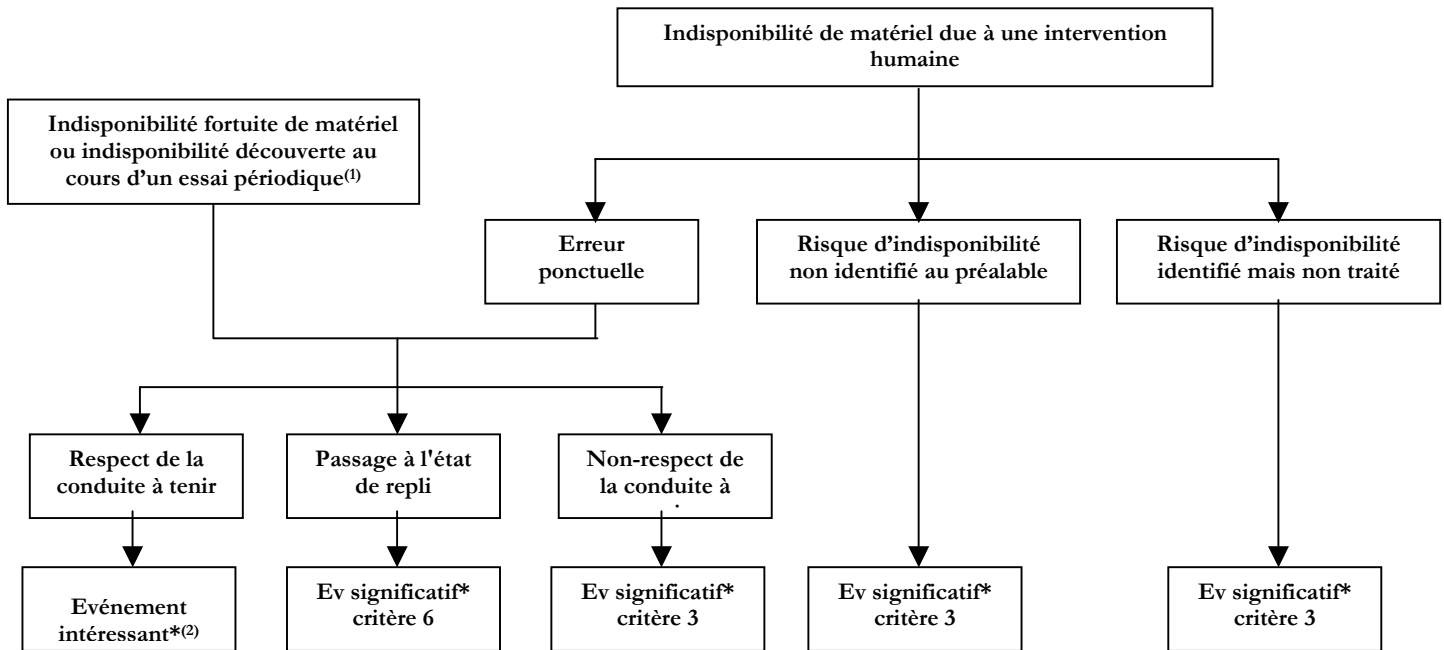 Indisponibilité de matériel due à une intervention
humaine
Indisponibilité fortuite de matériel
ou indisponibilité découverte au
cours d'un essai périodique(1)
Erreur
ponctuelle
Risque d'indisponibilité
non identifié au préalable
Risque d'indisponibilité
identifié mais non traité
Respect de la
conduite à tenir
Passage à l'état
de repli
Non-respect de
la conduite à
Evénement
intéressant*(2)
Ev significatif*
critère 6
Ev significatif*
critère 3
Ev significatif*
critère 3
Ev significatif*
critère 3